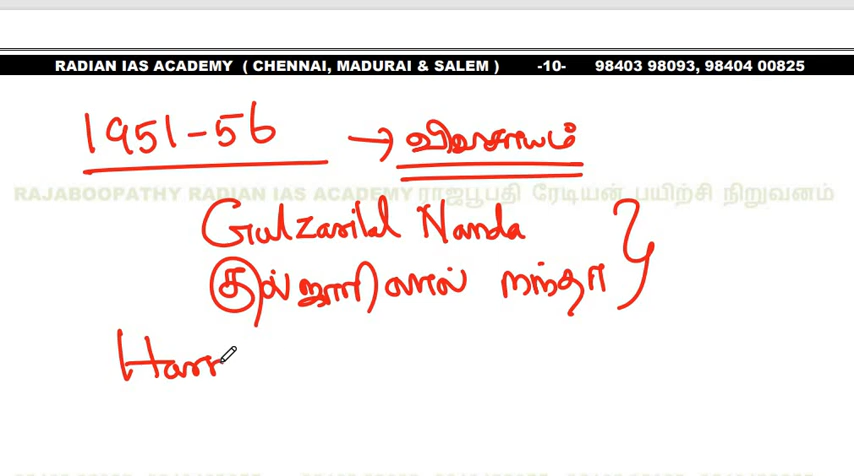 RADIAN IAS ACADEMY ( CHENNAI, MADURAI & SALEM ) -10- 98403 98093, 98404 00825
1951-56 → விவசாயம்
RAJABOOPATHY RADIAN IAS ACADEMY ராஜபூபதி ரேடியன் பயிற்சி நிறுவனம்
Gulzarilal Nanda
குல்ஜாரிலால் நந்தா
Harr